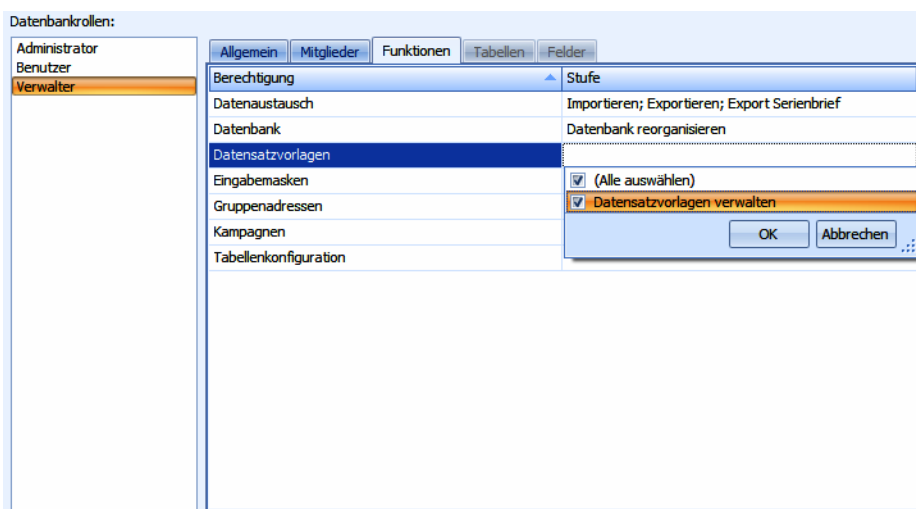 Datenbankrollen:
Administrator
Benutzer
Verwalter
Allgemein Mitglieder Funktionen Tabellen Felder
Berechtigung Stufe
Datenaustausch Importieren; Exportieren; Export Serienbrief
Datenbank Datenbank reorganisieren
Datensatzvorlagen
Eingabemasken (Alle auswählen)
Gruppenadressen Datensatzvorlagen verwalten
Kampagnen OK Abbrechen
Tabellenkonfiguration